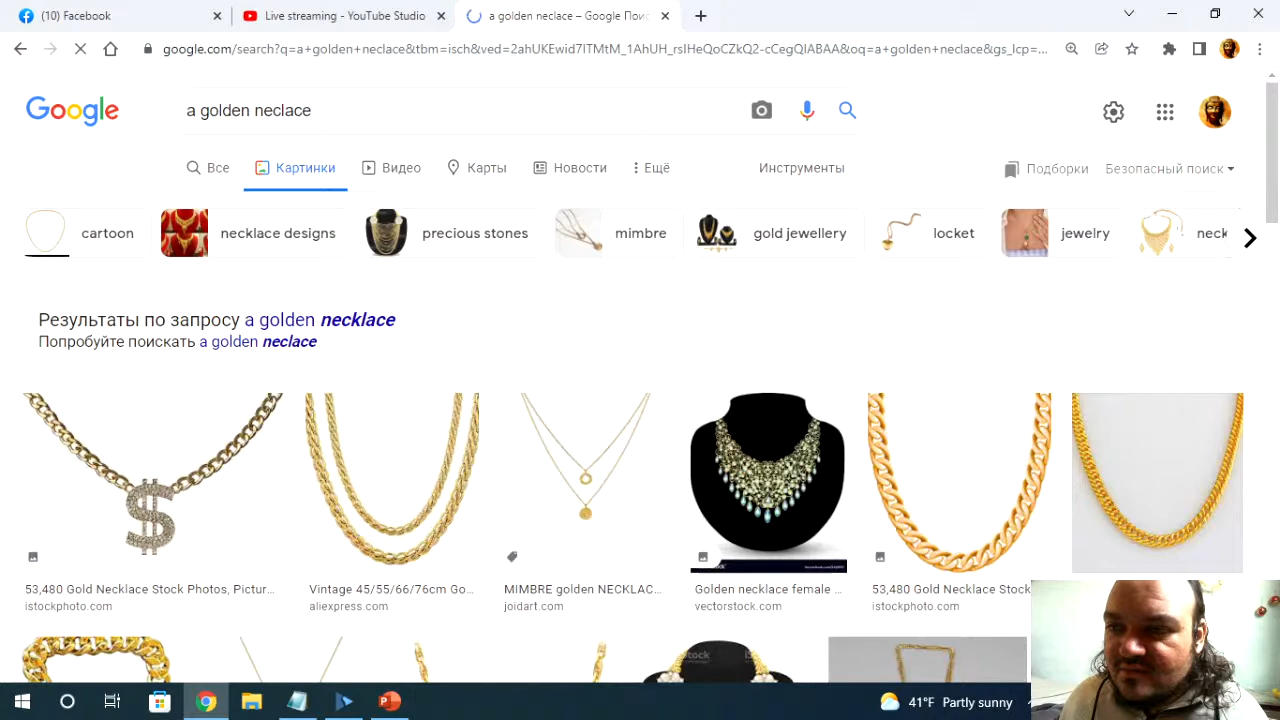 (10) Facebook
Live streaming - YouTube Studio
a golden neclace – Google Поис
google.com/search?q=a+golden+neclace&tbm=isch&ved=2ahUKEwid7ITMtM_1AhUH_rsIHeQoCZkQ2-cCegQIABAA&oq=a+golden+neclace&gs_lcp=...
Google
a golden neclace
Все
Картинки
Видео
Карты
Новости
Ещё
Инструменты
Подборки
Безопасный поиск
cartoon
necklace designs
precious stones
mimbre
gold jewellery
locket
jewelry
neck
Результаты по запросу a golden necklace
Попробуйте поискать a golden neclace
53,480 Gold Necklace Stock Photos, Pictur...
istockphoto.com
Vintage 45/55/66/76cm Go...
aliexpress.com
MIMBRE golden NECKLAC...
joidart.com
Golden necklace female ...
vectorstock.com
53,480 Gold Necklace Stock
istockphoto.com
41°F Partly sunny